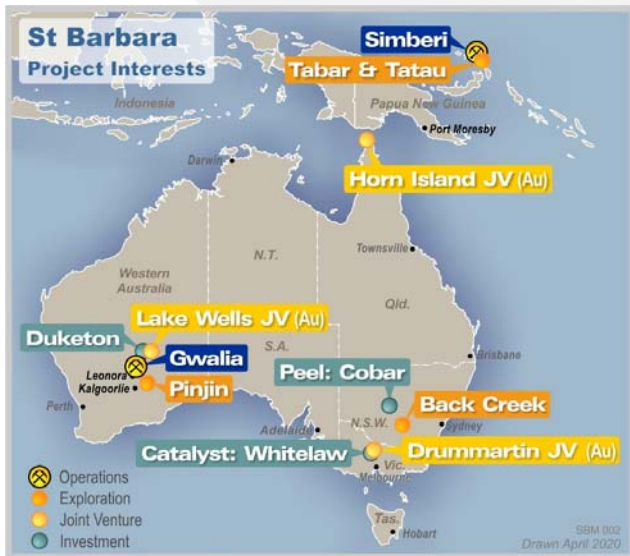 St Barbara
Project Interests
Simberi
Tabar & Tatau
Indonesia
Papua New Guinea
Port Moresby
Darwin
Horn Island JV (Au)
Townsville
N.T.
Western
Australia
Qld.
Lake Wells JV (Au)
Duketon
Gwalia
S.A.
Brisbane
Leonora
Kalgoorlie
Pinjin
Peel: Cobar
Perth
Back Creek
N.S.W.
Adelaide
Sydney
Catalyst: Whitelaw
Drummartin JV (Au)
Vic.
Melbourne
Operations
Exploration
Joint Venture
Investment
Tas.
Hobart
SBM 002
Drawn April 2020